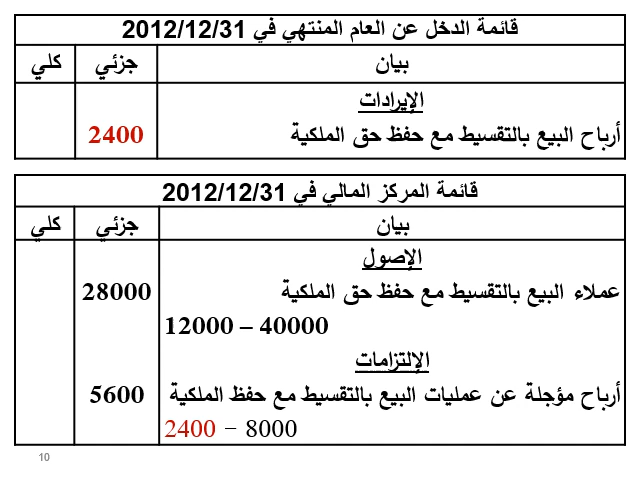 قائمة الدخل عن العام المنتهي في 2012/12/31
بيان جزئي كلي
الإيرادات
أرباح البيع بالتقسيط مع حفظ حق الملكية 2400
قائمة المركز المالي في 2012/12/31
بيان جزئي كلي
الإصول
عملاء البيع بالتقسيط مع حفظ حق الملكية 28000
40000 – 12000
الإلتزامات
أرباح مؤجلة عن عمليات البيع بالتقسيط مع حفظ الملكية 5600
8000 – 2400
10